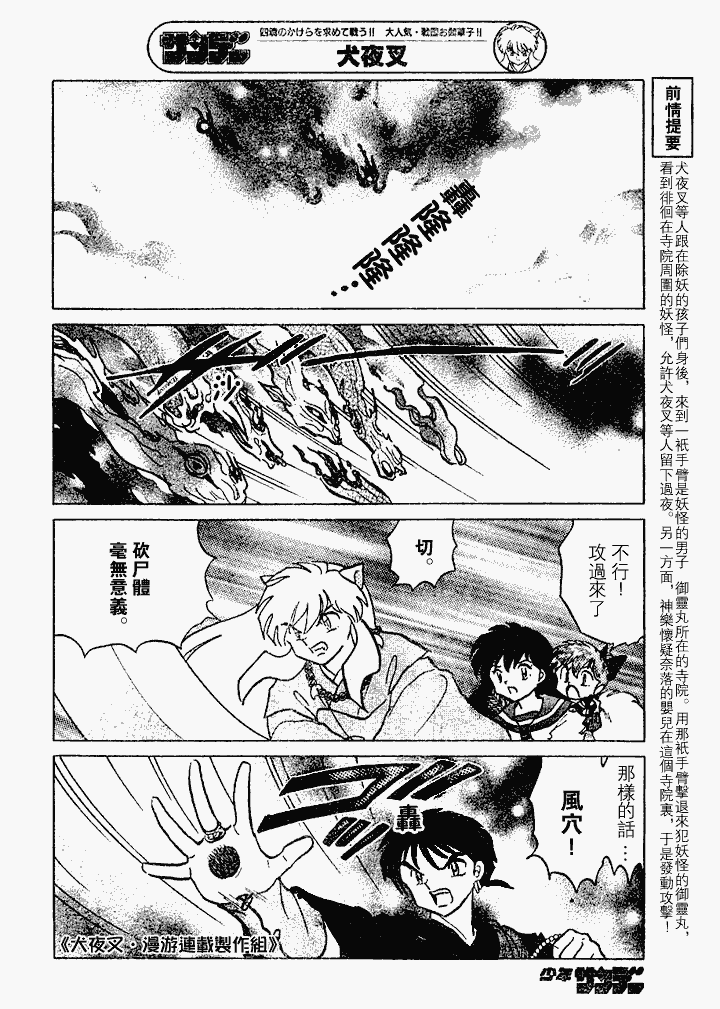 サンデー
四魂のかけらを求めて戦う!! 大人気・戦国お伽草子!!
犬夜叉
前情提要
犬夜叉等人跟在除妖的孩子們身後，來到一衹手臂是妖怪的男子 御靈丸所在的寺院。用那衹手臂擊退來犯妖怪的御靈丸，
看到徘徊在寺院周圍的妖怪，允許犬夜叉等人留下過夜。另一方面，神樂懷疑奈落的嬰兒在這個寺院裏，于是發動攻擊！
轟隆隆隆…
不行！
攻過來了
切。
砍尸體
毫無意義。
那樣的話…
風穴！
ゴ
轟
《犬夜叉·漫游連載製作組》
少年サンデー